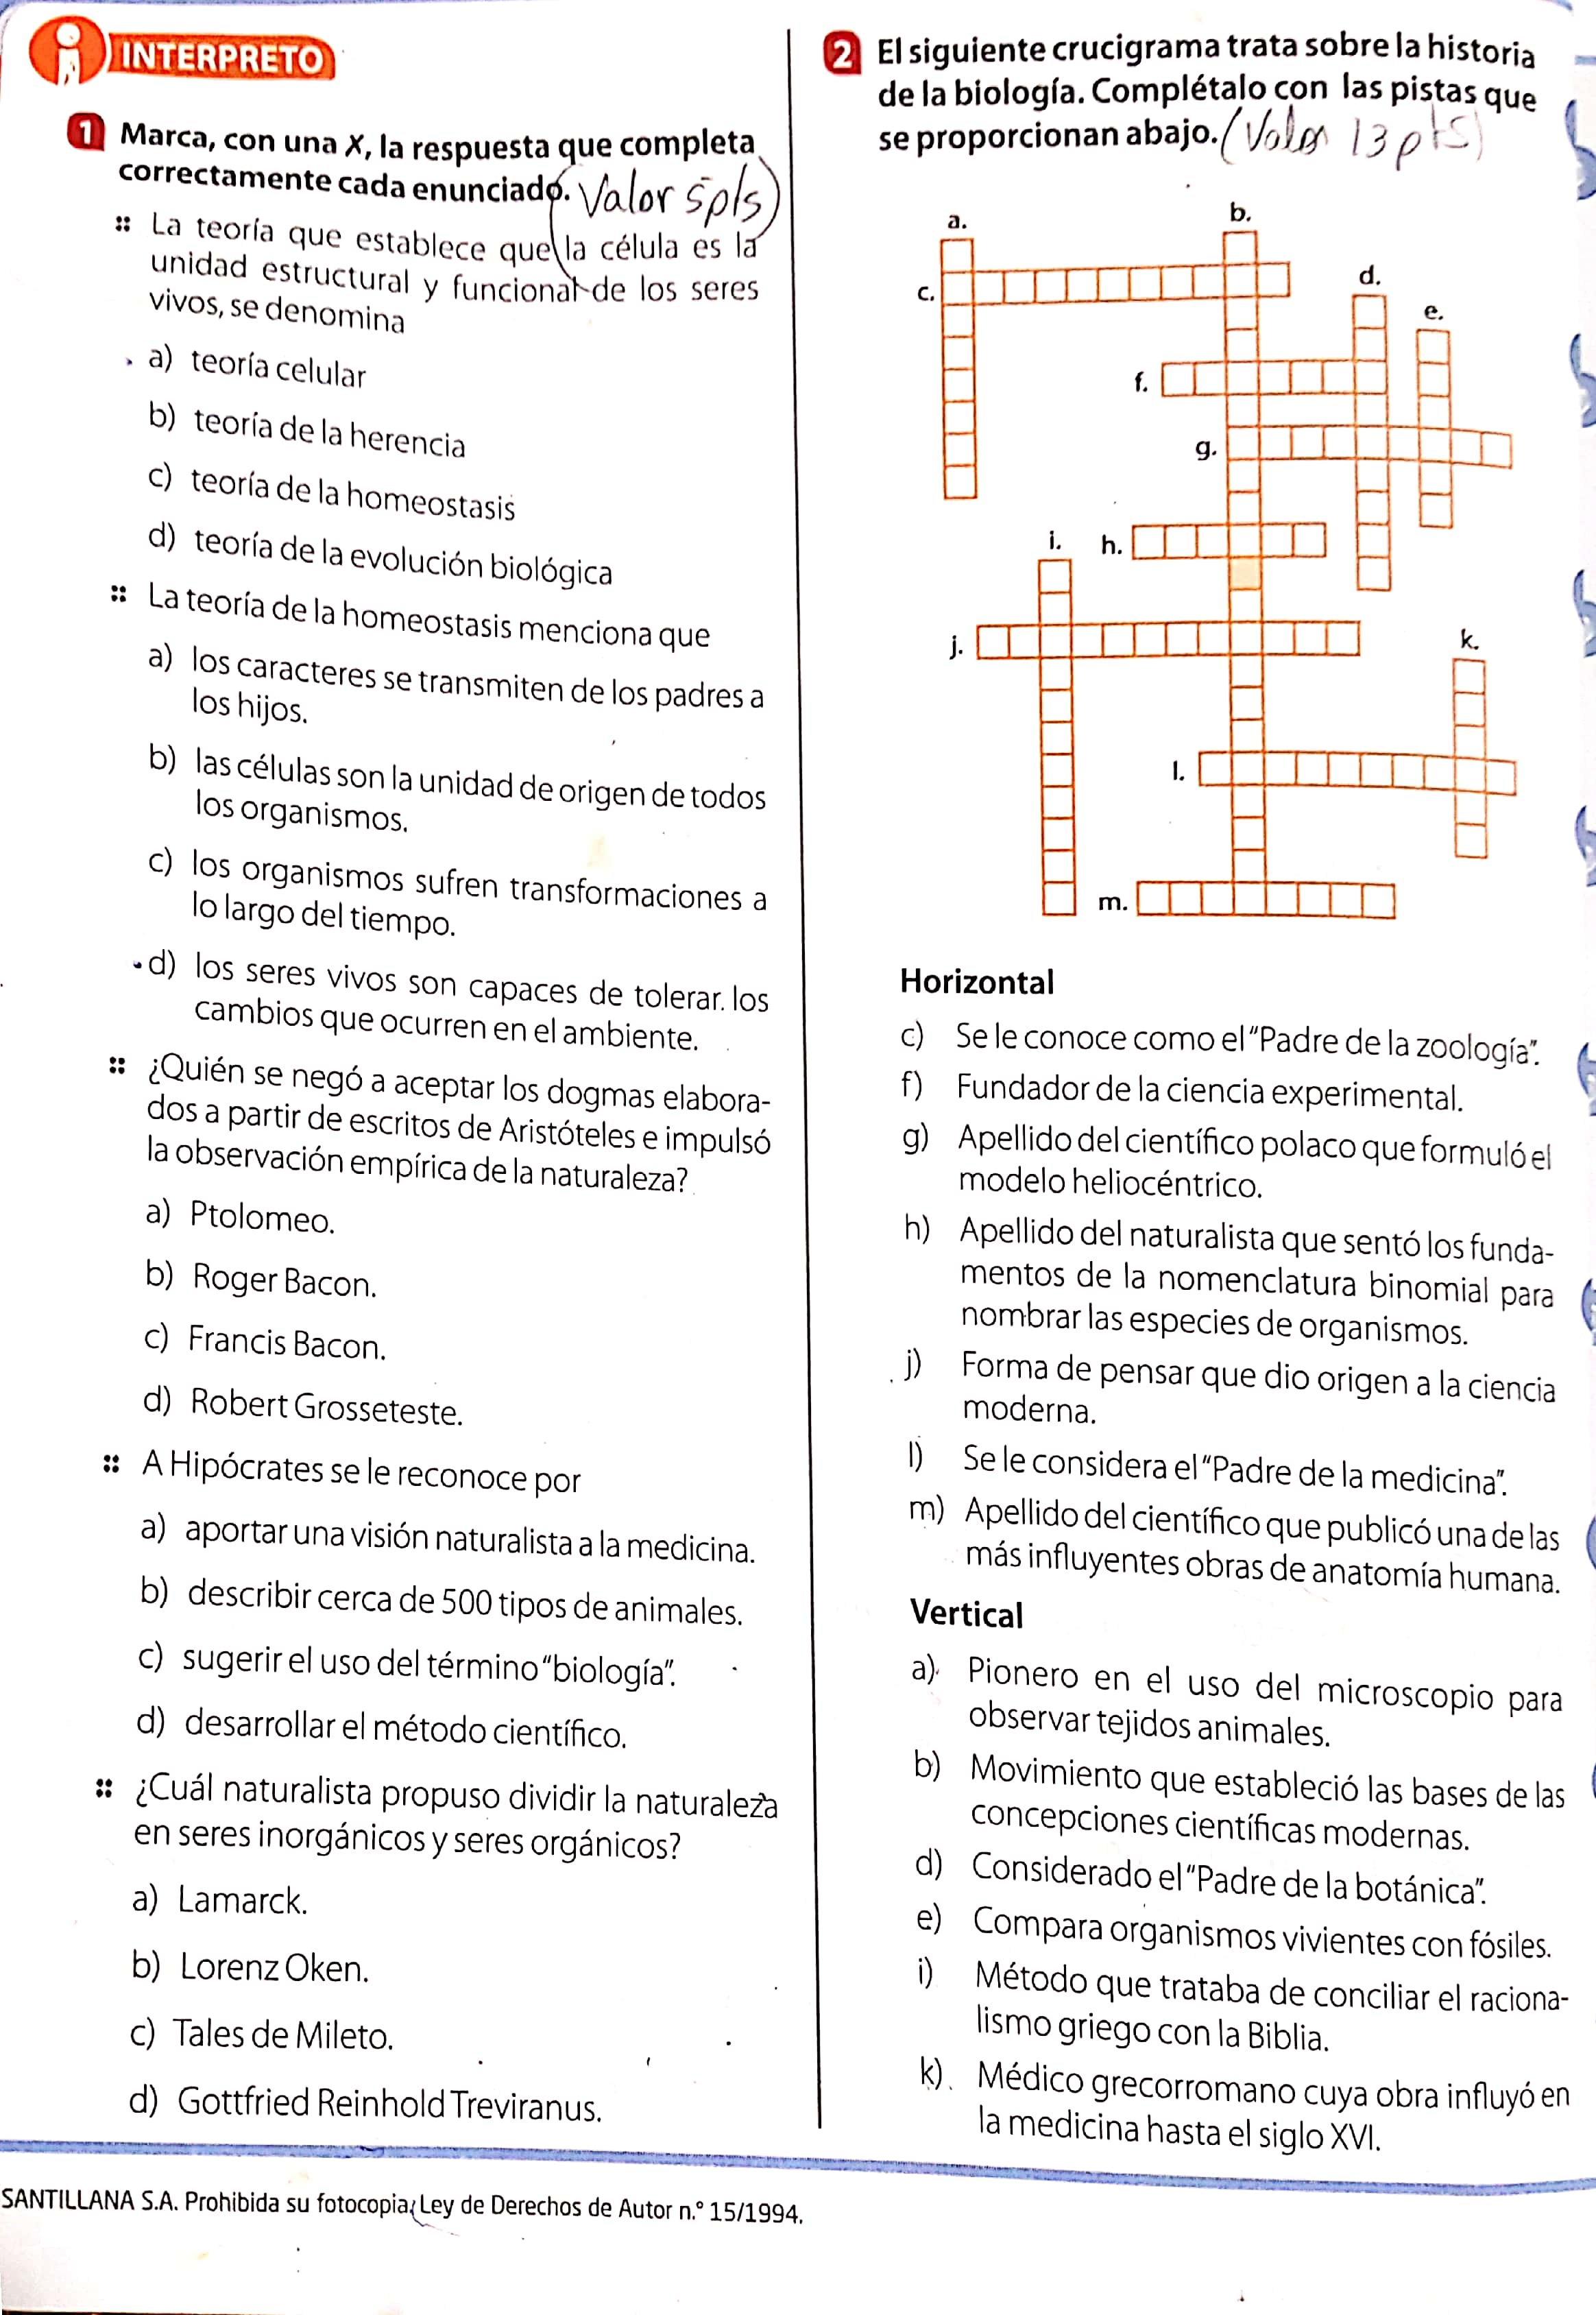 INTERPRETO
1 Marca, con una X, la respuesta que completa
correctamente cada enunciado. (Valor 5pts)
La teoría que establece que la célula es la
unidad estructural y funcional de los seres
vivos, se denomina
a) teoría celular
b) teoría de la herencia
c) teoría de la homeostasis
d) teoría de la evolución biológica
La teoría de la homeostasis menciona que
a) los caracteres se transmiten de los padres a
los hijos.
b) las células son la unidad de origen de todos
los organismos.
c) los organismos sufren transformaciones a
lo largo del tiempo.
d) los seres vivos son capaces de tolerar los
cambios que ocurren en el ambiente.
¿Quién se negó a aceptar los dogmas elabora-
dos a partir de escritos de Aristóteles e impulsó
la observación empírica de la naturaleza?
a) Ptolomeo.
b) Roger Bacon.
c) Francis Bacon.
d) Robert Grosseteste.
A Hipócrates se le reconoce por
a) aportar una visión naturalista a la medicina.
b) describir cerca de 500 tipos de animales.
c) sugerir el uso del término “biología”.
d) desarrollar el método científico.
¿Cuál naturalista propuso dividir la naturaleza
en seres inorgánicos y seres orgánicos?
a) Lamarck.
b) Lorenz Oken.
c) Tales de Mileto.
d) Gottfried Reinhold Treviranus.
2 El siguiente crucigrama trata sobre la historia
de la biología. Complétalo con las pistas que
se proporcionan abajo. (Valor 13 pts)
a.
b.
c.
d.
e.
f.
g.
h.
i.
j.
k.
l.
m.
Horizontal
c) Se le conoce como el “Padre de la zoología”.
f) Fundador de la ciencia experimental.
g) Apellido del científico polaco que formuló el
modelo heliocéntrico.
h) Apellido del naturalista que sentó los funda-
mentos de la nomenclatura binomial para
nombrar las especies de organismos.
j) Forma de pensar que dio origen a la ciencia
moderna.
l) Se le considera el “Padre de la medicina”.
m) Apellido del científico que publicó una de las
más influyentes obras de anatomía humana.
Vertical
a) Pionero en el uso del microscopio para
observar tejidos animales.
b) Movimiento que estableció las bases de las
concepciones científicas modernas.
d) Considerado el “Padre de la botánica”.
e) Compara organismos vivientes con fósiles.
i) Método que trataba de conciliar el raciona-
lismo griego con la Biblia.
k) Médico grecorromano cuya obra influyó en
la medicina hasta el siglo XVI.
SANTILLANA S.A. Prohibida su fotocopia. Ley de Derechos de Autor n.° 15/1994.